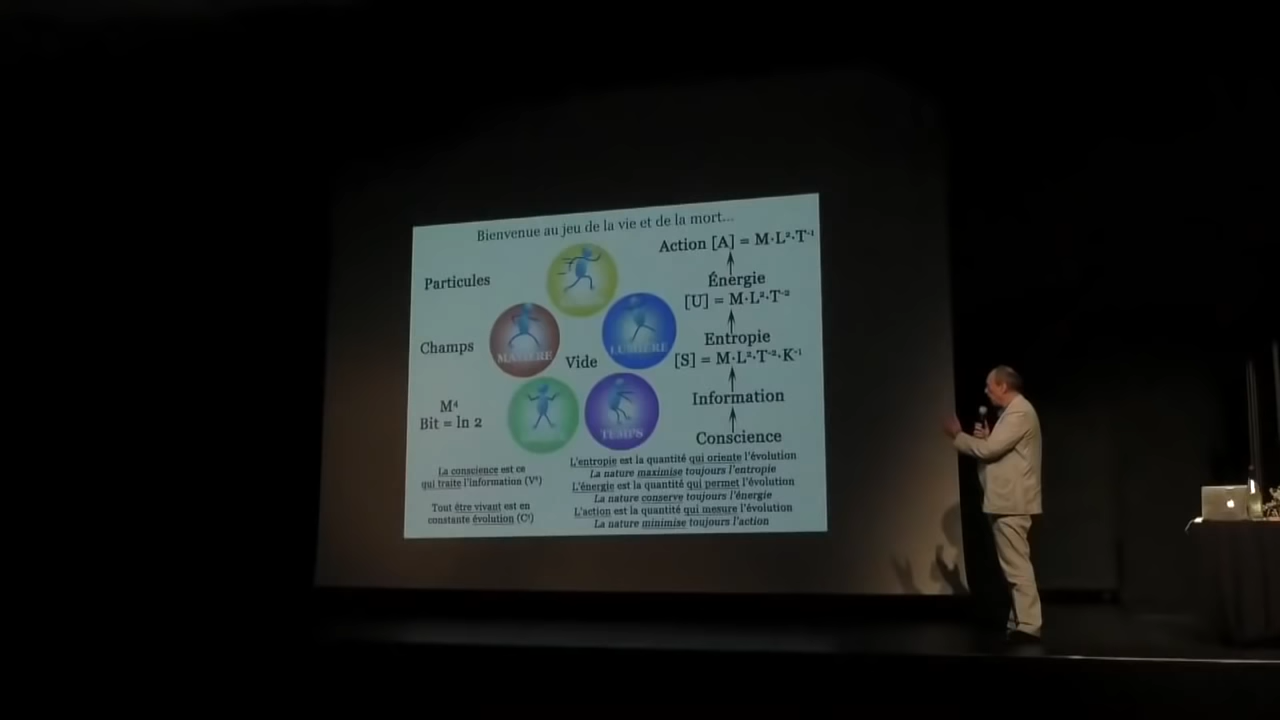 Bienvenue au jeu de la vie et de la mort...
Particules
Champs
M⁴
Bit = ln 2
MATIÈRE
LUMIÈRE
Vide
TEMPS
Action [A] = M·L²·T⁻¹
Énergie
[U] = M·L²·T⁻²
Entropie
[S] = M·L²·T⁻²·K⁻¹
Information
Conscience
La conscience est ce
qui traite l'information
Tout être vivant est en
constante évolution
L'entropie est la quantité qui oriente l'évolution
La nature maximise toujours l'entropie
L'énergie est la quantité qui permet l'évolution
La nature conserve toujours l'énergie
L'action est la quantité qui mesure l'évolution
La nature minimise toujours l'action